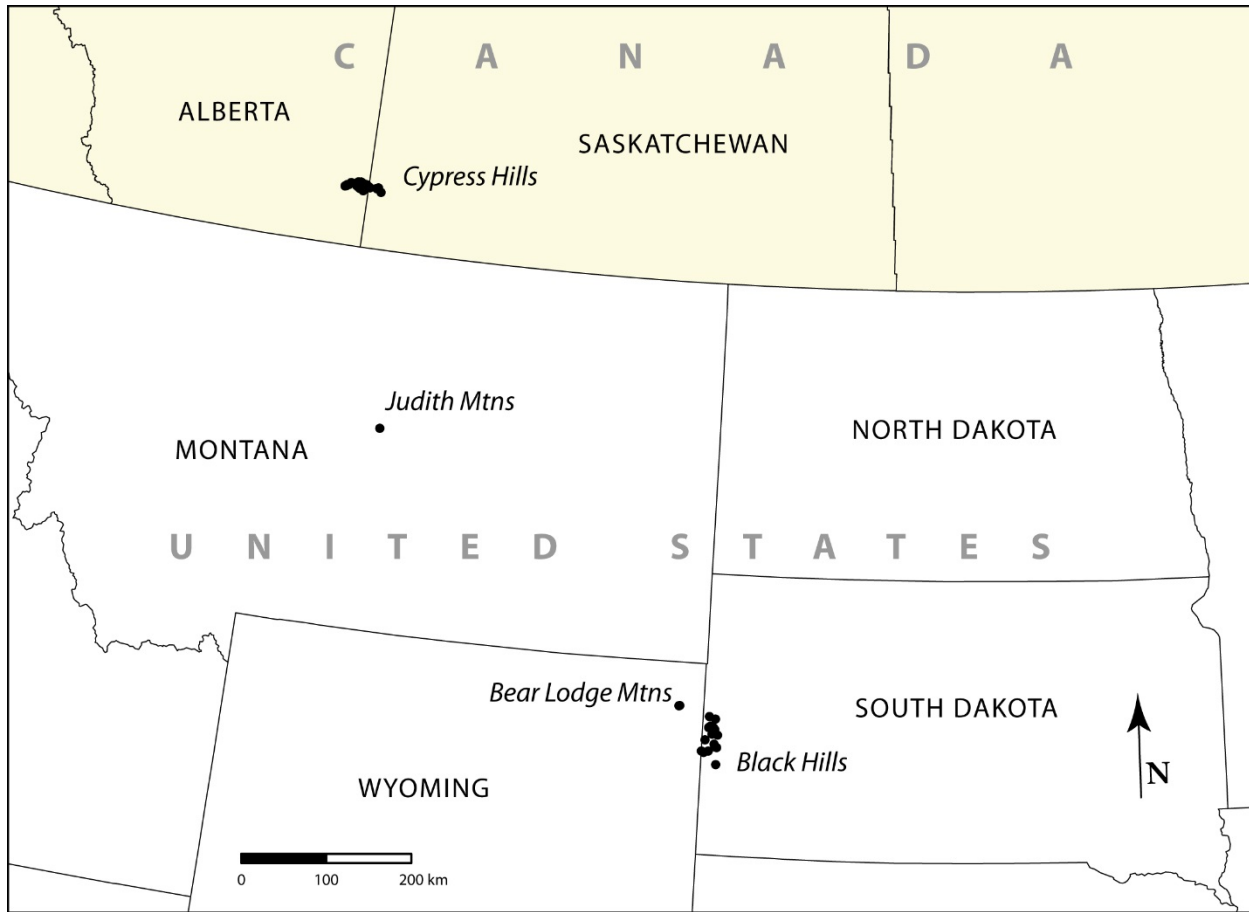 C A N A D A
ALBERTA
SASKATCHEWAN
Cypress Hills
Judith Mtns
MONTANA
NORTH DAKOTA
U N I T E D S T A T E S
Bear Lodge Mtns
SOUTH DAKOTA
Black Hills
N
WYOMING
0 100 200 km